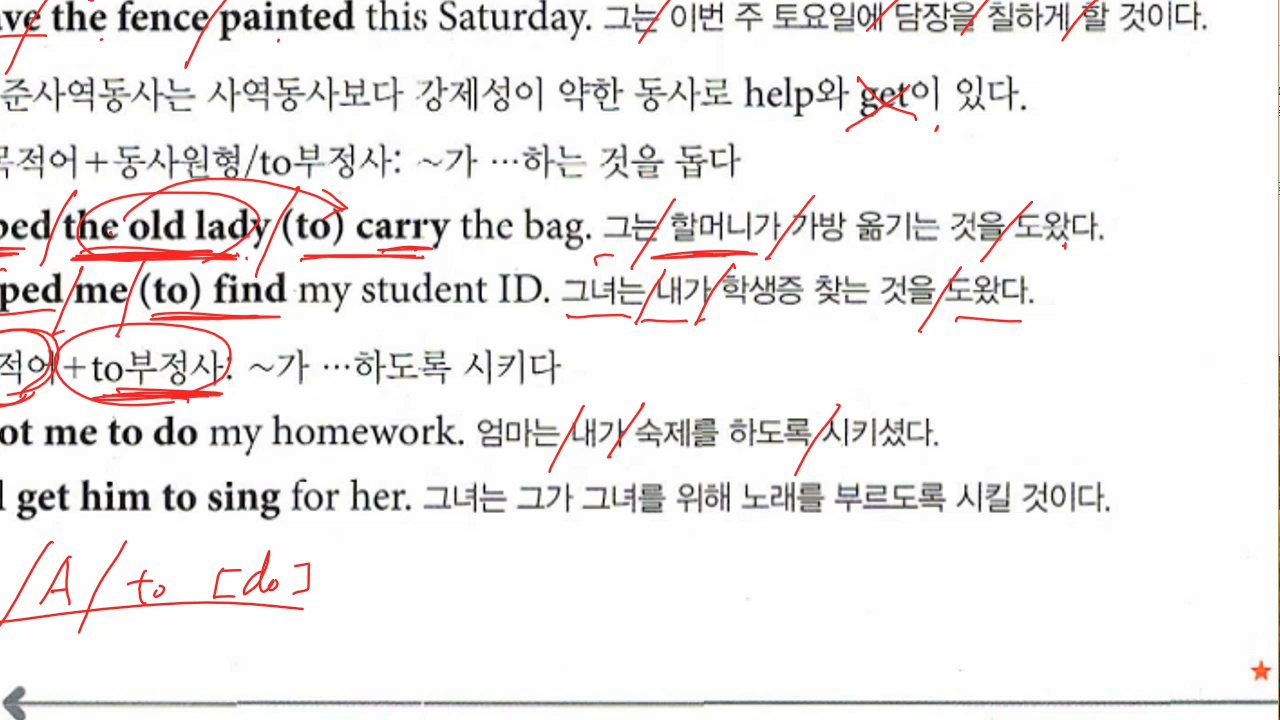 ve the fence painted this Saturday. 그는 이번 주 토요일에 담장을 칠하게 할 것이다.
준사역동사는 사역동사보다 강제성이 약한 동사로 help와 get이 있다.
목적어+동사원형/to부정사: ~가 …하는 것을 돕다
ped the old lady (to) carry the bag. 그는 할머니가 가방 옮기는 것을 도왔다.
ped me (to) find my student ID. 그녀는 내가 학생증 찾는 것을 도왔다.
적어+to부정사: ~가 …하도록 시키다
ot me to do my homework. 엄마는 내가 숙제를 하도록 시키셨다.
l get him to sing for her. 그녀는 그가 그녀를 위해 노래를 부르도록 시킬 것이다.
/A/ to [do]